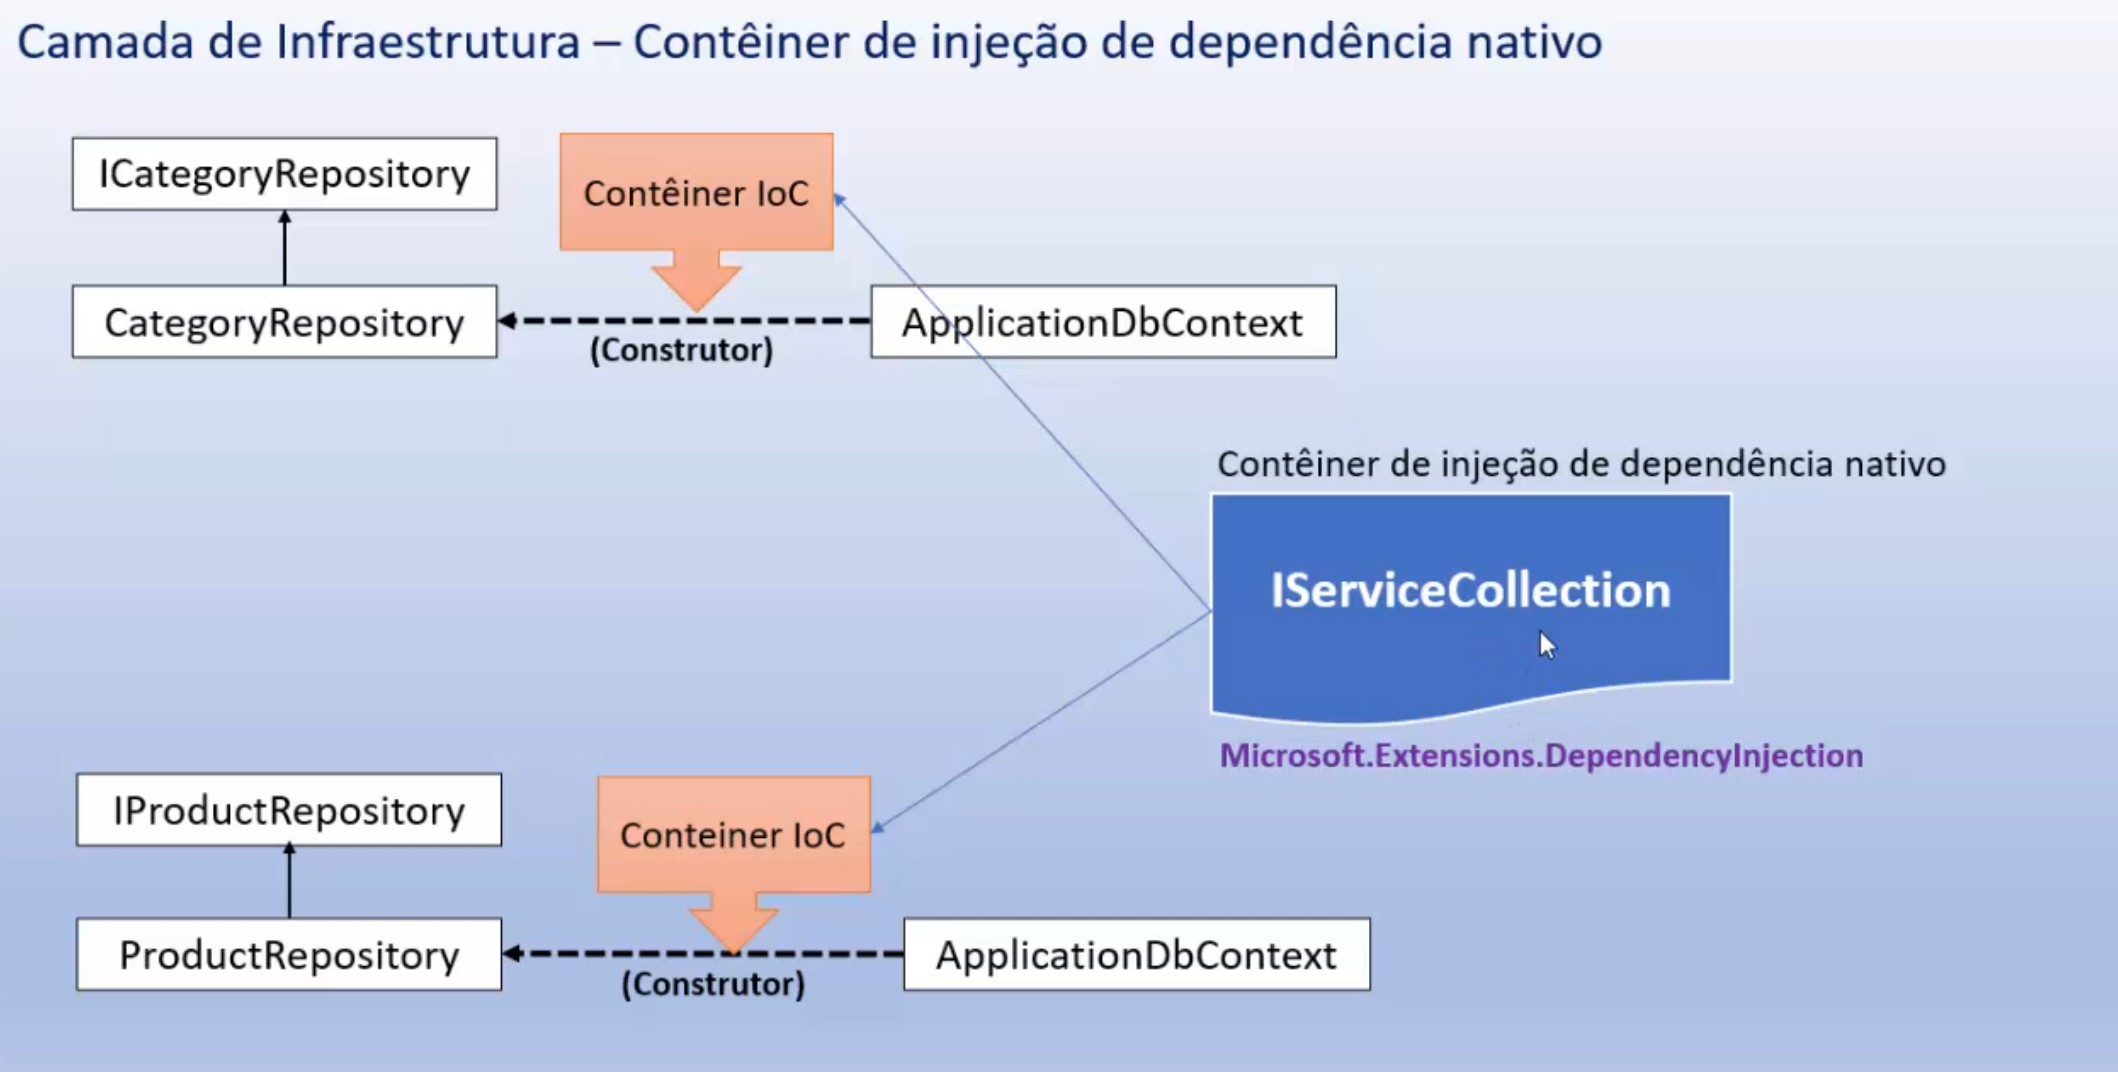 Camada de Infraestrutura – Contêiner de injeção de dependência nativo
ICategoryRepository
Contêiner IoC
CategoryRepository
(Construtor)
ApplicationDbContext
Contêiner de injeção de dependência nativo
IServiceCollection
Microsoft.Extensions.DependencyInjection
IProductRepository
Conteiner IoC
ProductRepository
(Construtor)
ApplicationDbContext